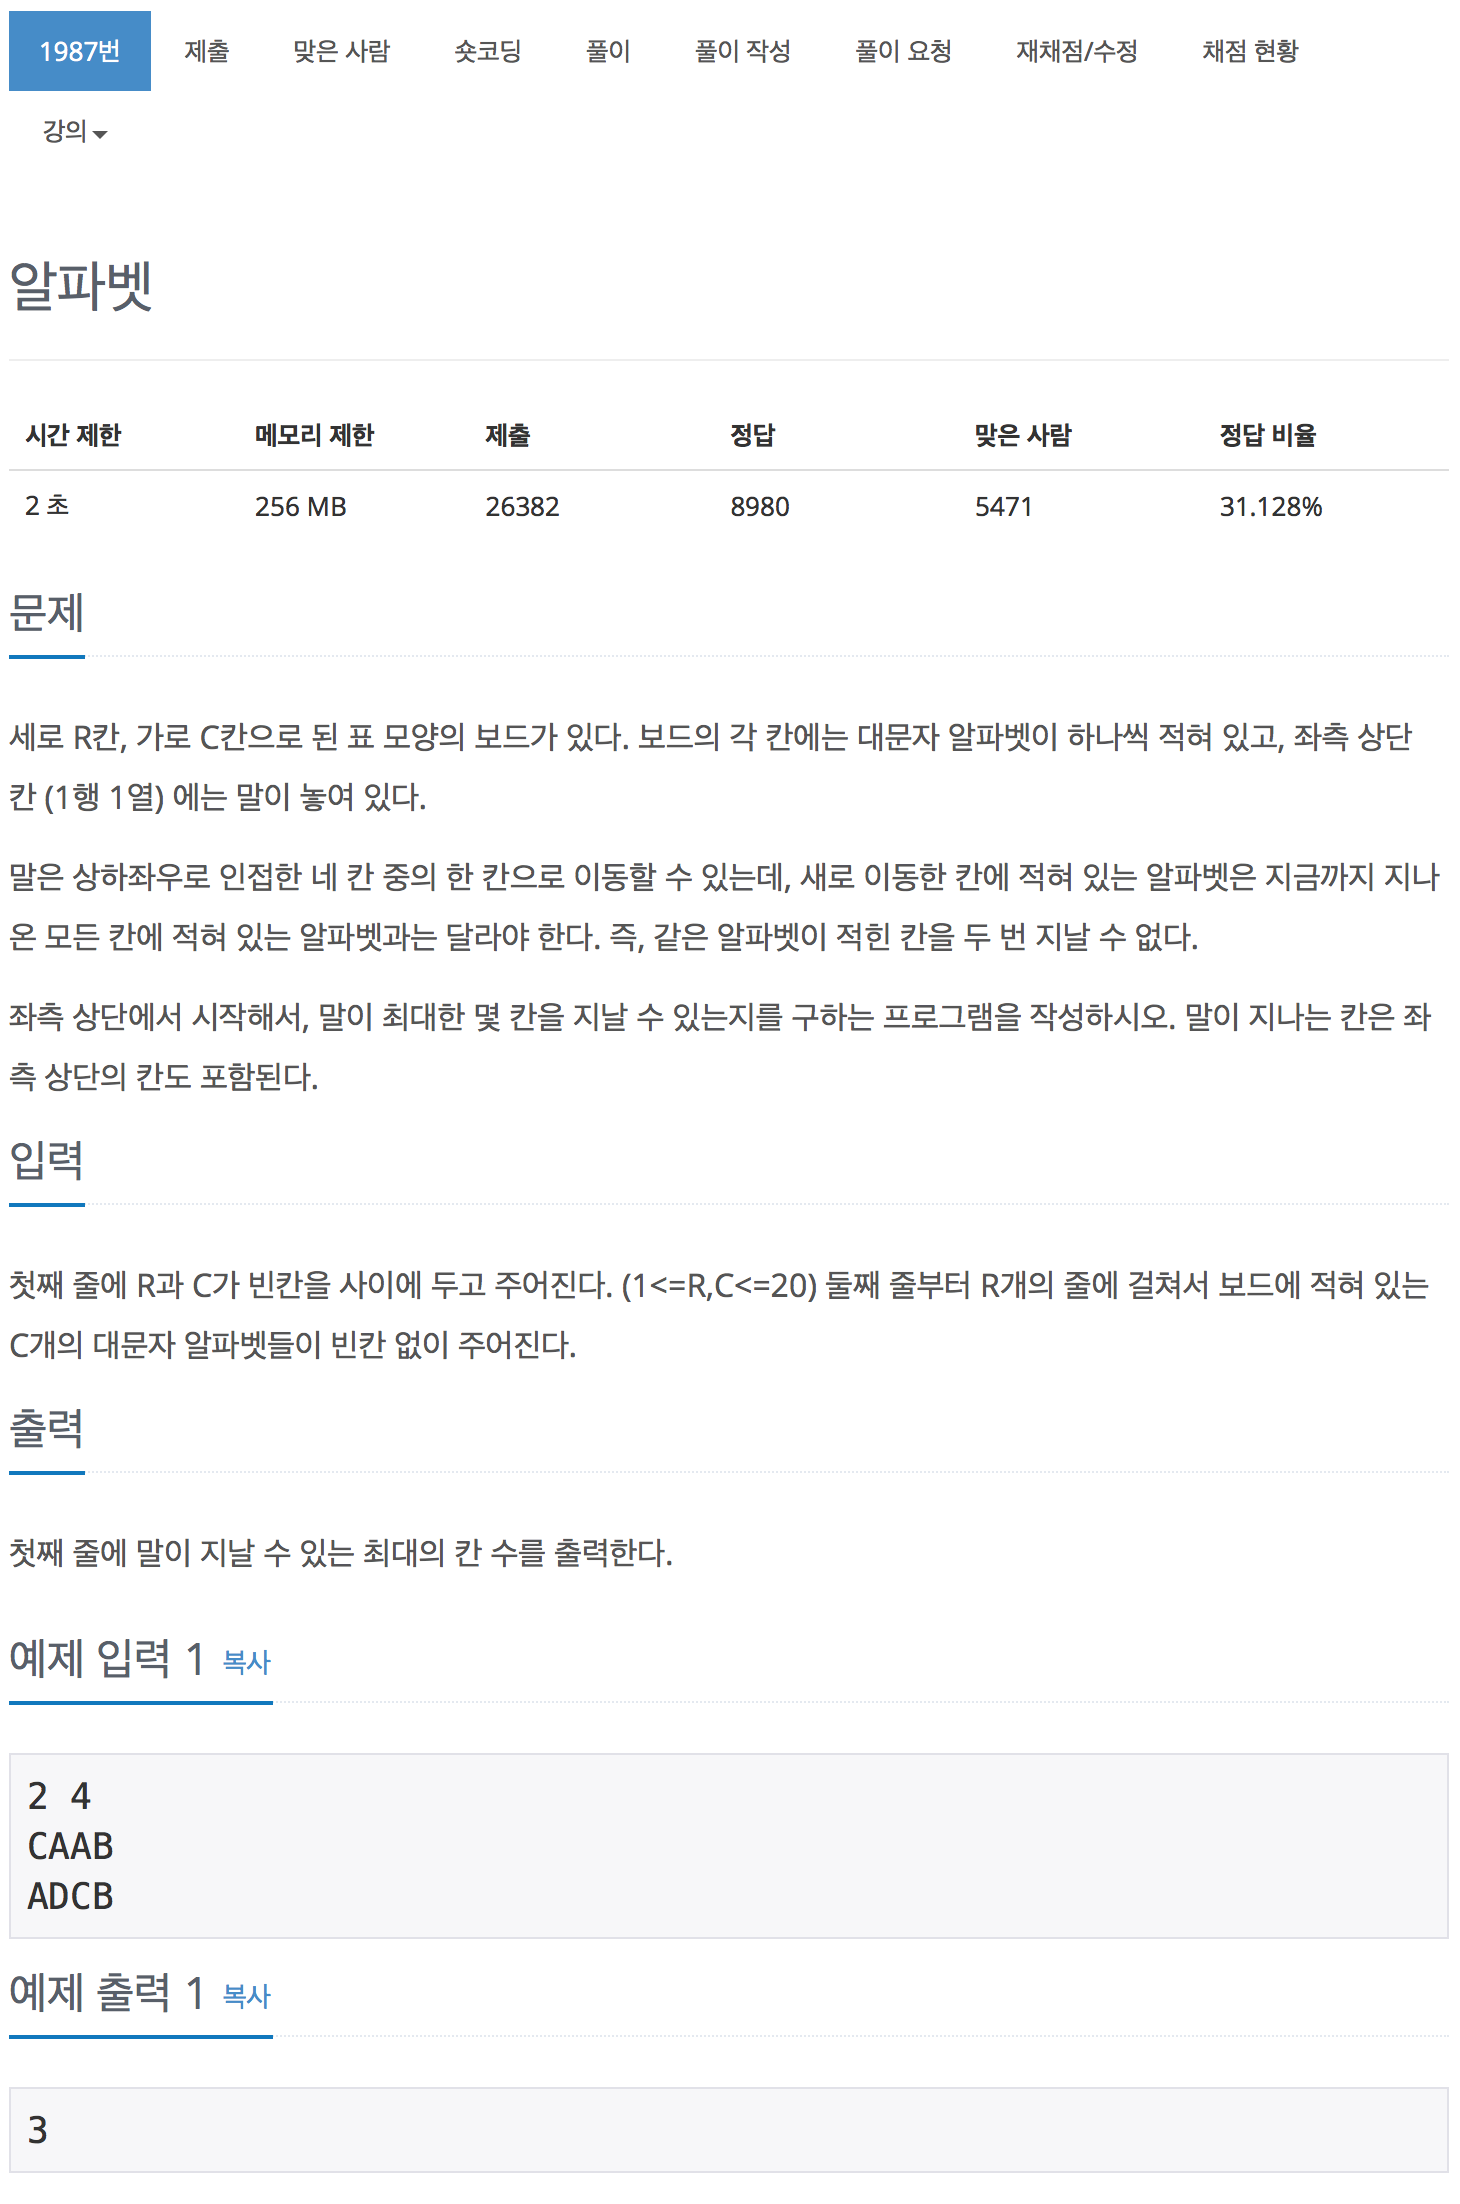 1987번 제출 맞은 사람 숏코딩 풀이 풀이 작성 풀이 요청 재채점/수정 채점 현황
강의
알파벳
시간 제한 메모리 제한 제출 정답 맞은 사람 정답 비율
2 초 256 MB 26382 8980 5471 31.128%
문제
세로 R칸, 가로 C칸으로 된 표 모양의 보드가 있다. 보드의 각 칸에는 대문자 알파벳이 하나씩 적혀 있고, 좌측 상단
칸 (1행 1열) 에는 말이 놓여 있다.
말은 상하좌우로 인접한 네 칸 중의 한 칸으로 이동할 수 있는데, 새로 이동한 칸에 적혀 있는 알파벳은 지금까지 지나
온 모든 칸에 적혀 있는 알파벳과는 달라야 한다. 즉, 같은 알파벳이 적힌 칸을 두 번 지날 수 없다.
좌측 상단에서 시작해서, 말이 최대한 몇 칸을 지날 수 있는지를 구하는 프로그램을 작성하시오. 말이 지나는 칸은 좌
측 상단의 칸도 포함된다.
입력
첫째 줄에 R과 C가 빈칸을 사이에 두고 주어진다. (1<=R,C<=20) 둘째 줄부터 R개의 줄에 걸쳐서 보드에 적혀 있는
C개의 대문자 알파벳들이 빈칸 없이 주어진다.
출력
첫째 줄에 말이 지날 수 있는 최대의 칸 수를 출력한다.
예제 입력 1 복사
2 4
CAAB
ADCB
예제 출력 1 복사
3